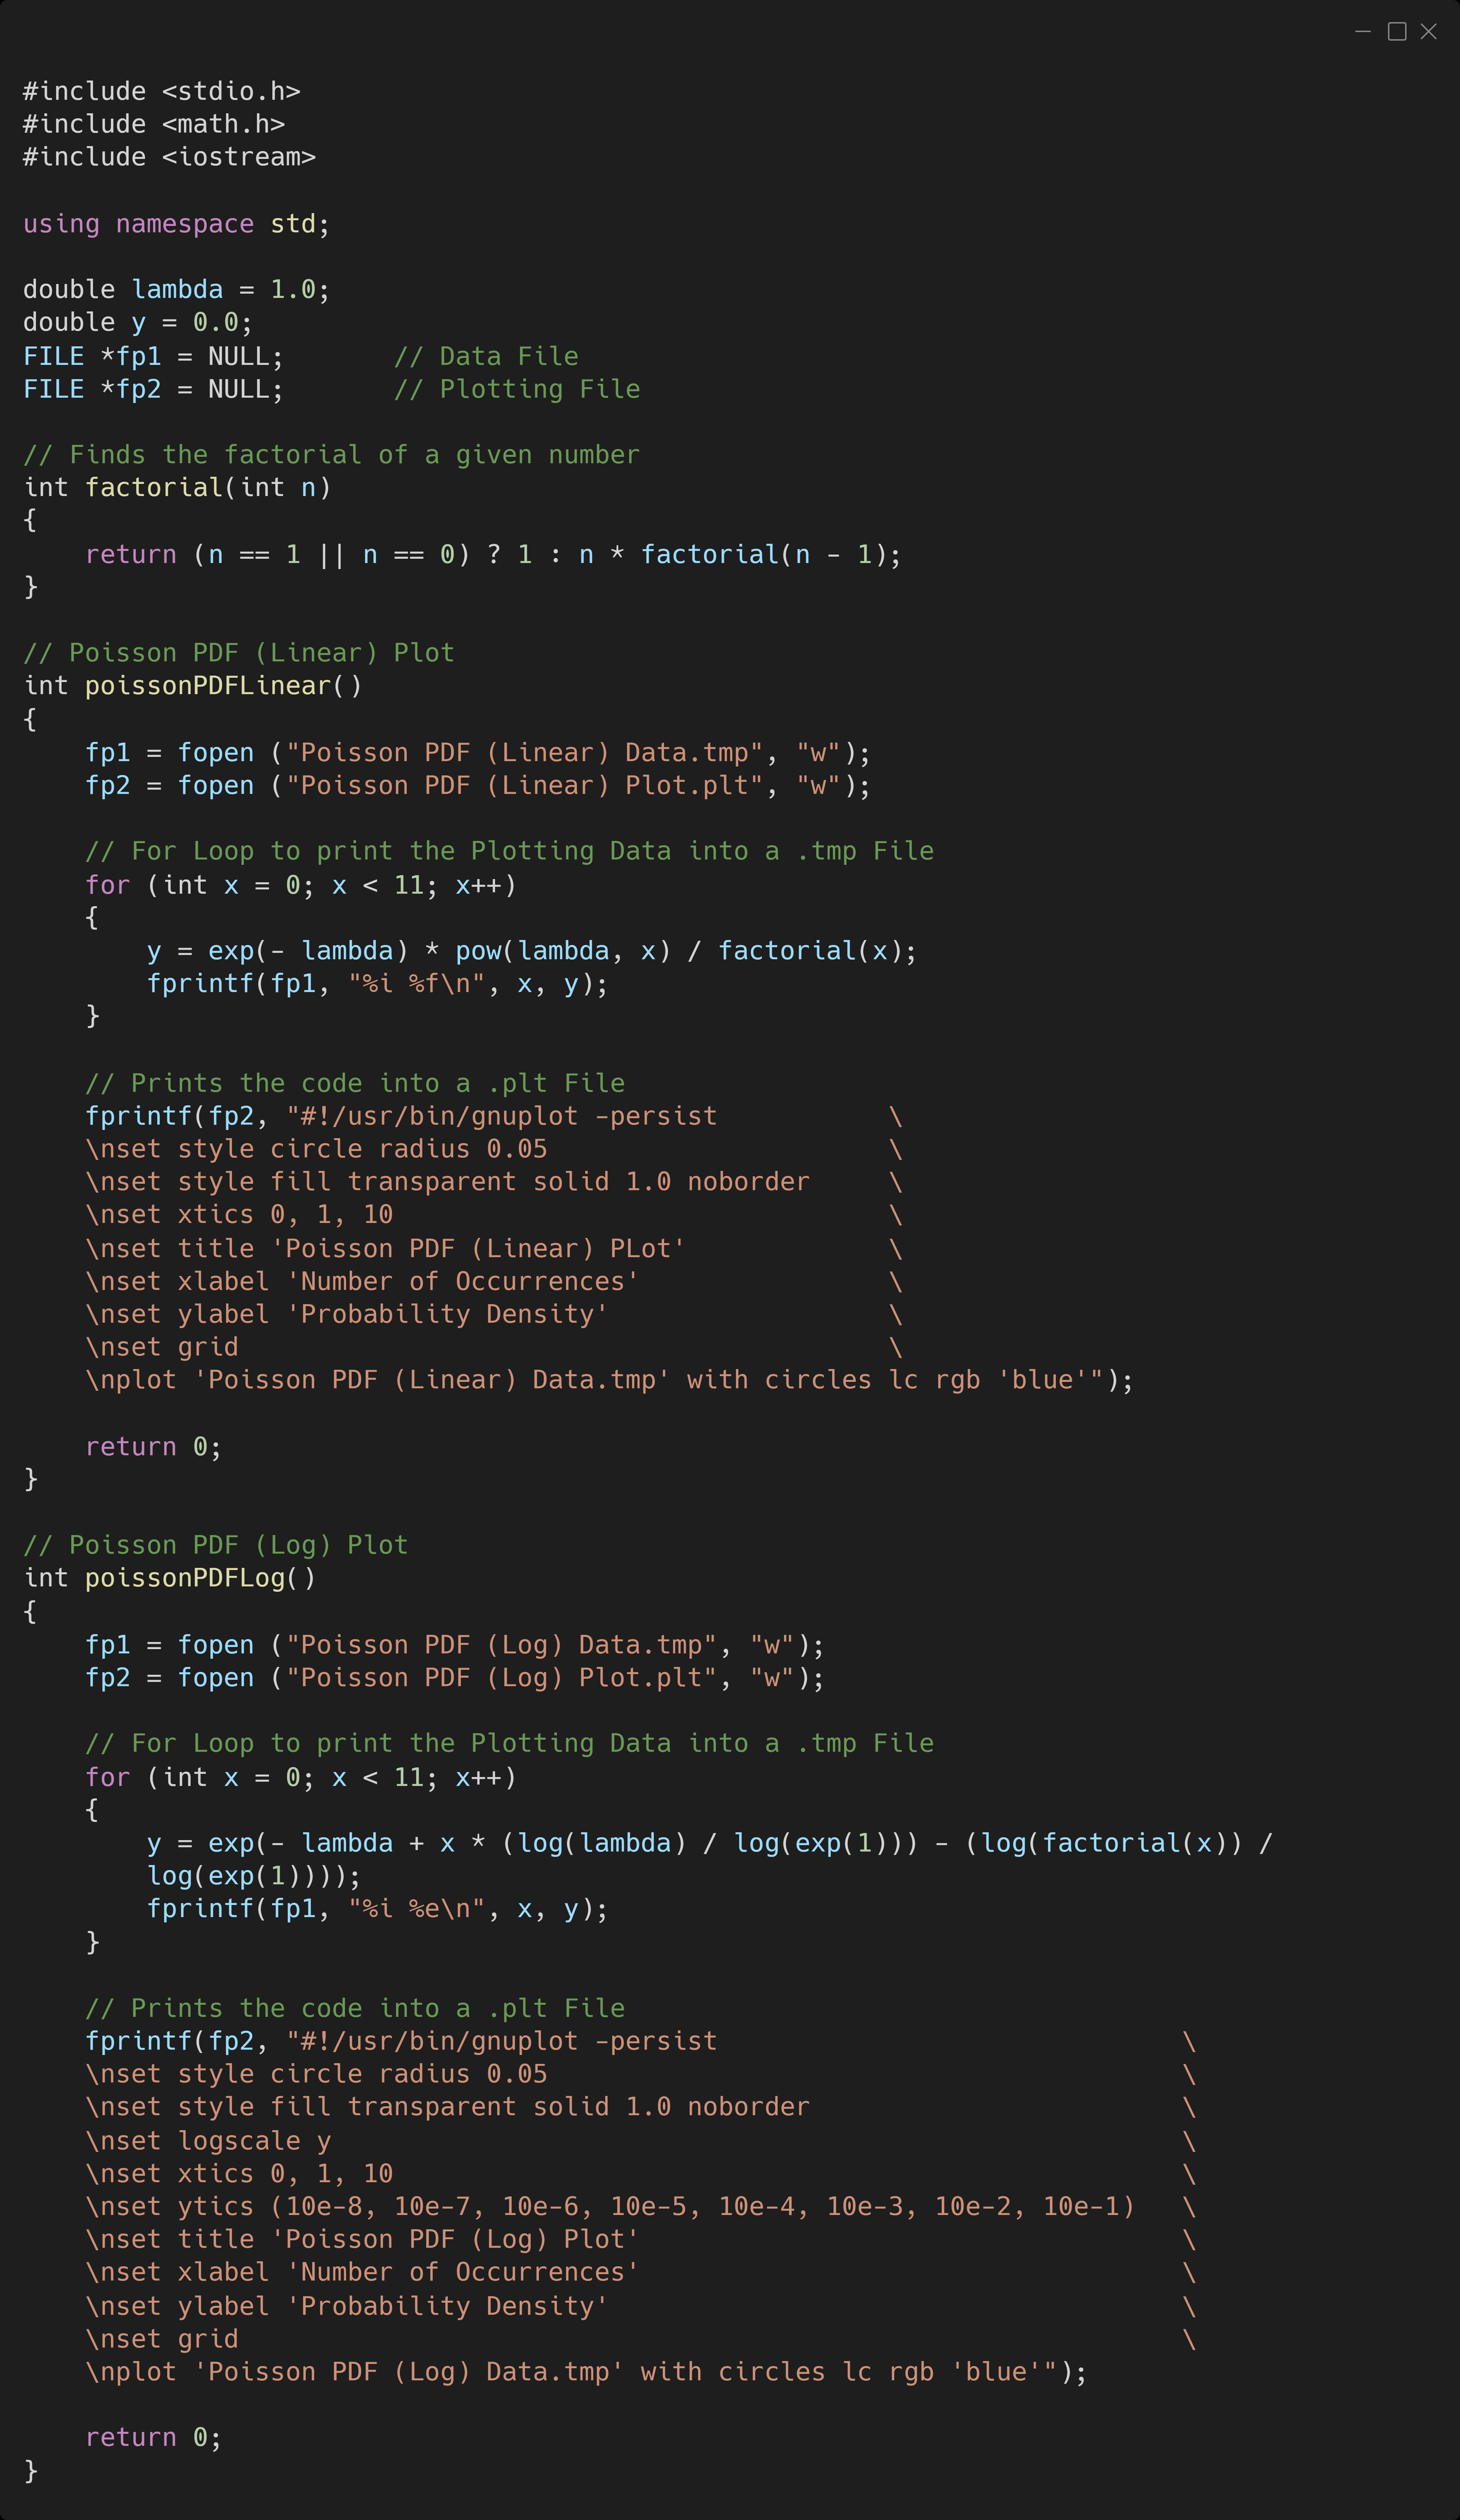 #include <stdio.h>
#include <math.h>
#include <iostream>

using namespace std;

double lambda = 1.0;
double y = 0.0;
FILE *fp1 = NULL;       // Data File
FILE *fp2 = NULL;       // Plotting File

// Finds the factorial of a given number
int factorial(int n)
{
    return (n == 1 || n == 0) ? 1 : n * factorial(n - 1);
}

// Poisson PDF (Linear) Plot
int poissonPDFLinear()
{
    fp1 = fopen ("Poisson PDF (Linear) Data.tmp", "w");
    fp2 = fopen ("Poisson PDF (Linear) Plot.plt", "w");

    // For Loop to print the Plotting Data into a .tmp File
    for (int x = 0; x < 11; x++)
    {
        y = exp(- lambda) * pow(lambda, x) / factorial(x);
        fprintf(fp1, "%i %f\n", x, y);
    }

    // Prints the code into a .plt File
    fprintf(fp2, "#!/usr/bin/gnuplot -persist           \
    \nset style circle radius 0.05                      \
    \nset style fill transparent solid 1.0 noborder     \
    \nset xtics 0, 1, 10                                \
    \nset title 'Poisson PDF (Linear) PLot'             \
    \nset xlabel 'Number of Occurrences'                \
    \nset ylabel 'Probability Density'                  \
    \nset grid                                          \
    \nplot 'Poisson PDF (Linear) Data.tmp' with circles lc rgb 'blue'");

    return 0;
}

// Poisson PDF (Log) Plot
int poissonPDFLog()
{
    fp1 = fopen ("Poisson PDF (Log) Data.tmp", "w");
    fp2 = fopen ("Poisson PDF (Log) Plot.plt", "w");

    // For Loop to print the Plotting Data into a .tmp File
    for (int x = 0; x < 11; x++)
    {
        y = exp(- lambda + x * (log(lambda) / log(exp(1))) - (log(factorial(x)) /
        log(exp(1))));
        fprintf(fp1, "%i %e\n", x, y);
    }

    // Prints the code into a .plt File
    fprintf(fp2, "#!/usr/bin/gnuplot -persist                              \
    \nset style circle radius 0.05                                         \
    \nset style fill transparent solid 1.0 noborder                        \
    \nset logscale y                                                       \
    \nset xtics 0, 1, 10                                                   \
    \nset ytics (10e-8, 10e-7, 10e-6, 10e-5, 10e-4, 10e-3, 10e-2, 10e-1)   \
    \nset title 'Poisson PDF (Log) Plot'                                   \
    \nset xlabel 'Number of Occurrences'                                   \
    \nset ylabel 'Probability Density'                                     \
    \nset grid                                                             \
    \nplot 'Poisson PDF (Log) Data.tmp' with circles lc rgb 'blue'");

    return 0;
}